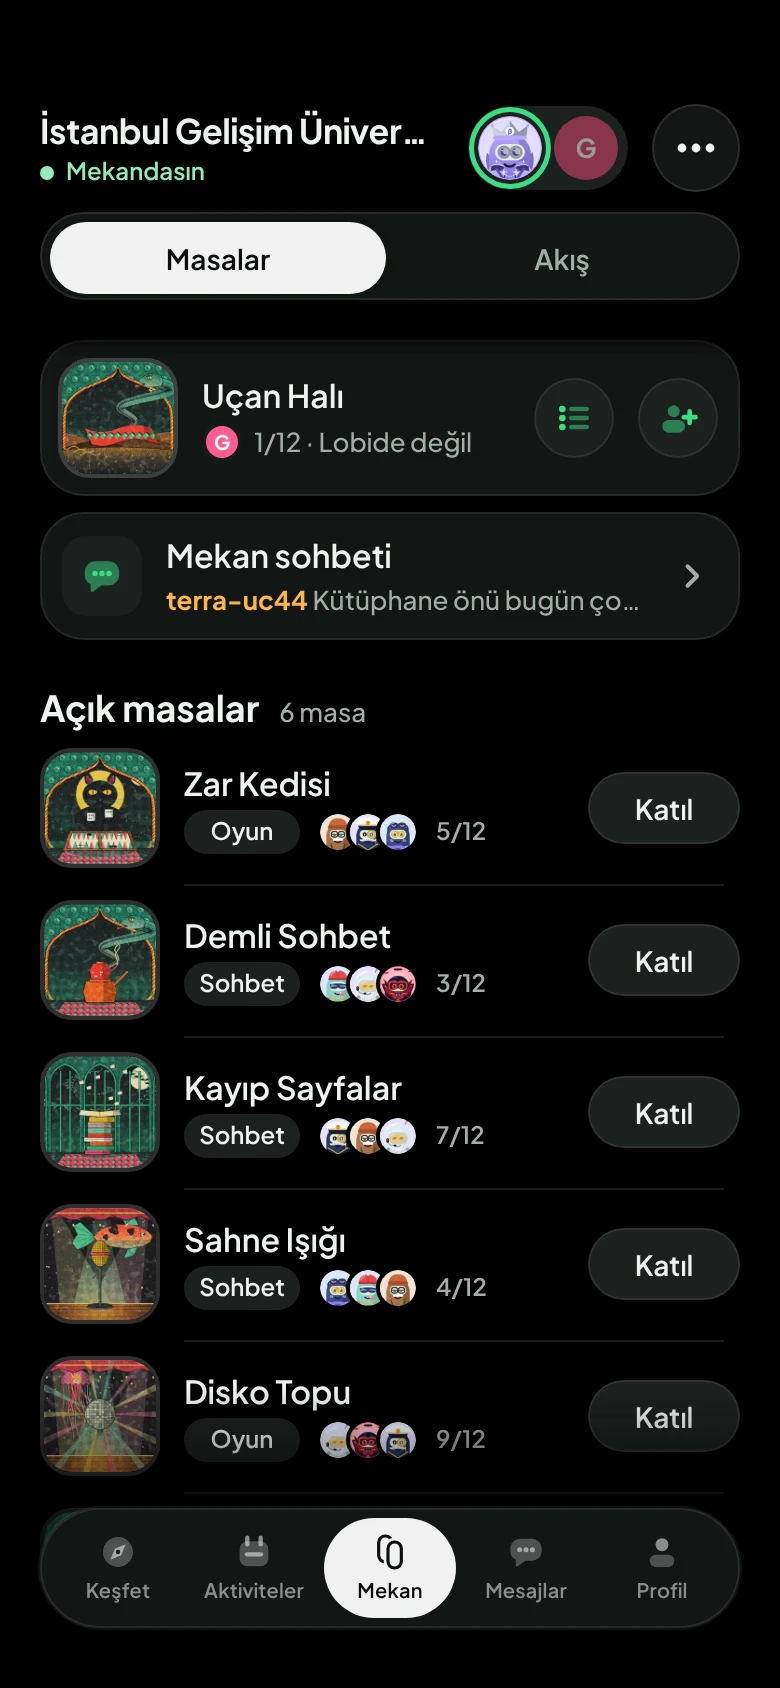 İstanbul Gelişim Üniver...
G
Mekandasın
Masalar
Akış
Uçan Halı
G 1/12 · Lobide değil
Mekan sohbeti
terra-uc44 Kütüphane önü bugün ço...
Açık masalar 6 masa
Zar Kedisi
Oyun 5/12
Katıl
Demli Sohbet
Sohbet 3/12
Katıl
Kayıp Sayfalar
Sohbet 7/12
Katıl
Sahne Işığı
Sohbet 4/12
Katıl
Disko Topu
Oyun 9/12
Katıl
Keşfet
Aktiviteler
Mekan
Mesajlar
Profil